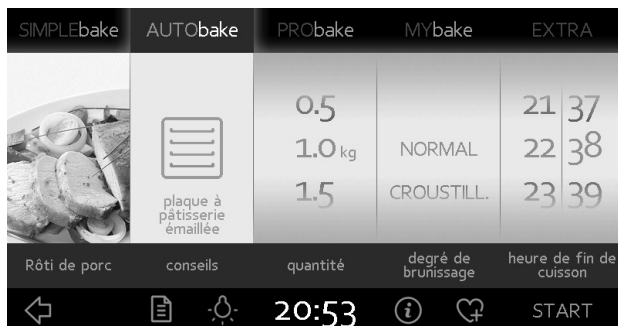 SIMPLEbake AUTObake PRObake MYbake EXTRA
0.5 21 37
1.0 kg NORMAL 22 38
1.5 CROUSTILL. 23 39
plaque à
pâtisserie
émaillée
Rôti de porc conseils quantité degré de brunissage heure de fin de cuisson
20:53 START